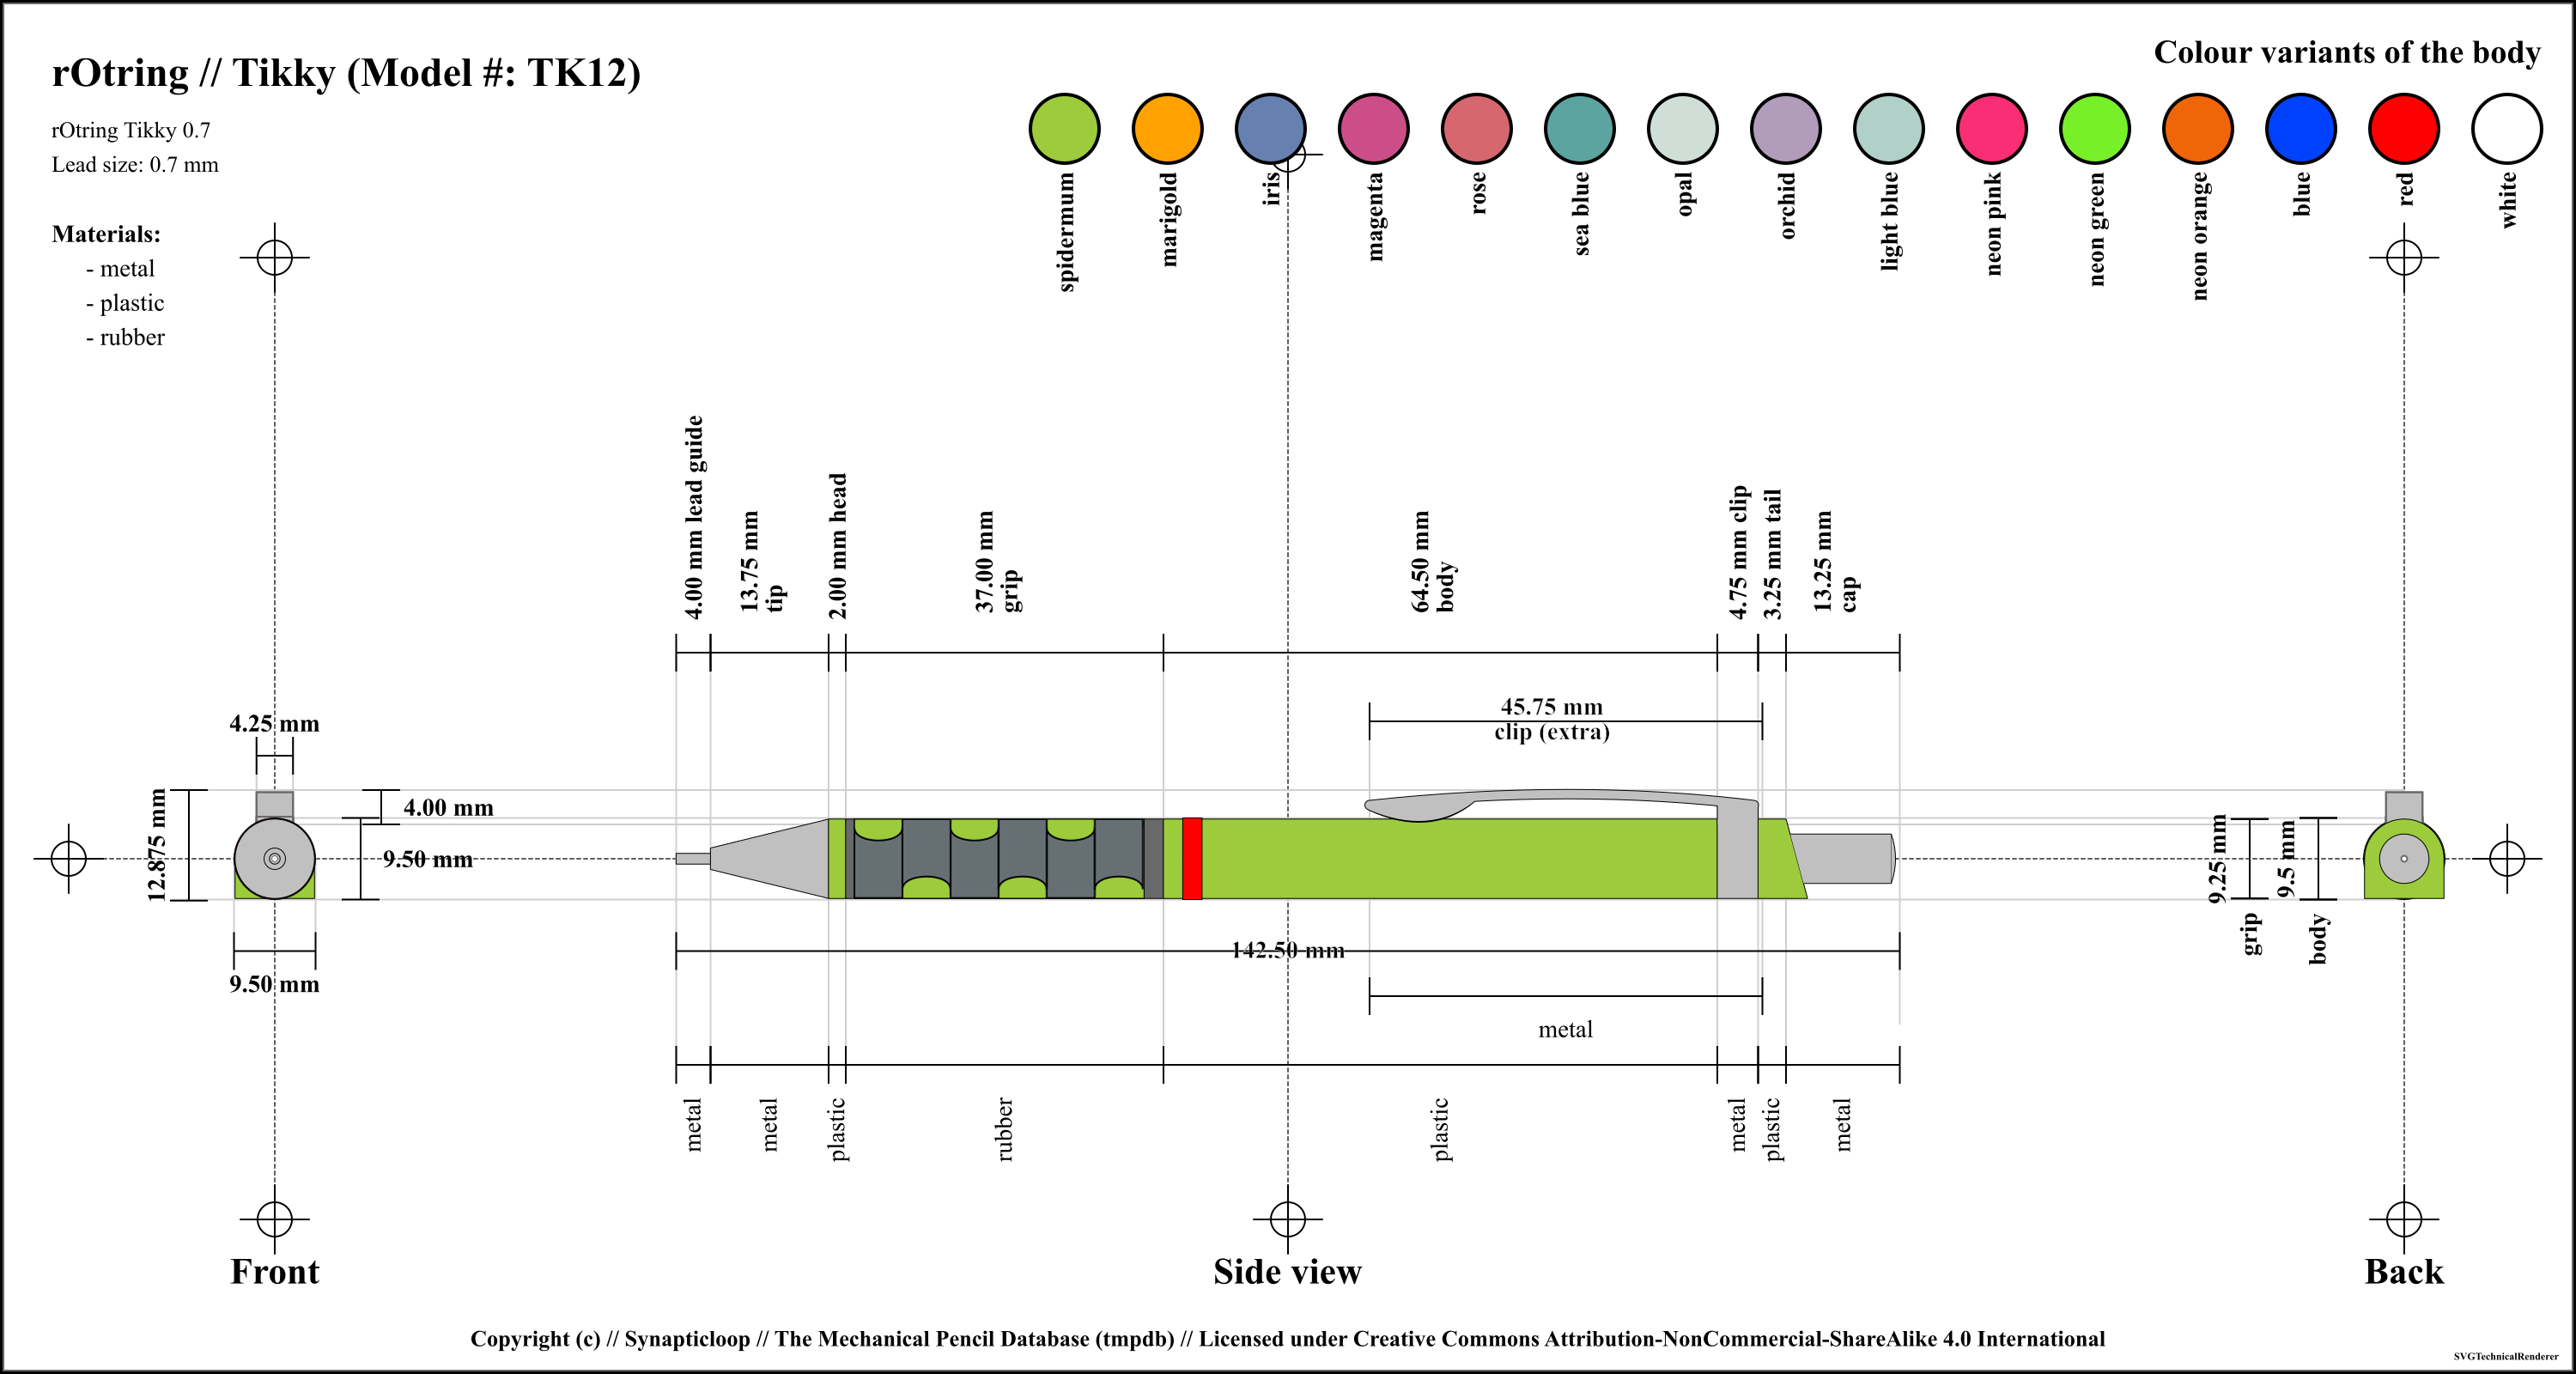 rOtring // Tikky (Model #: TK12)
rOtring Tikky 0.7
Lead size: 0.7 mm
Materials:
- metal
- plastic
- rubber
Colour variants of the body
spidermum
marigold
iris
magenta
rose
sea blue
opal
orchid
light blue
neon pink
neon green
neon orange
blue
red
white
4.00 mm lead guide
13.75 mm
tip
2.00 mm head
37.00 mm
grip
64.50 mm
body
4.75 mm clip
3.25 mm tail
13.25 mm
cap
45.75 mm
clip (extra)
4.25 mm
12.875 mm
4.00 mm
9.50 mm
9.50 mm
142.50 mm
metal
9.25 mm
grip
9.5 mm
body
metal
metal
plastic
rubber
plastic
metal
plastic
metal
Front
Side view
Back
Copyright (c) // Synapticloop // The Mechanical Pencil Database (tmpdb) // Licensed under Creative Commons Attribution-NonCommercial-ShareAlike 4.0 International
SVGTechnicalRenderer